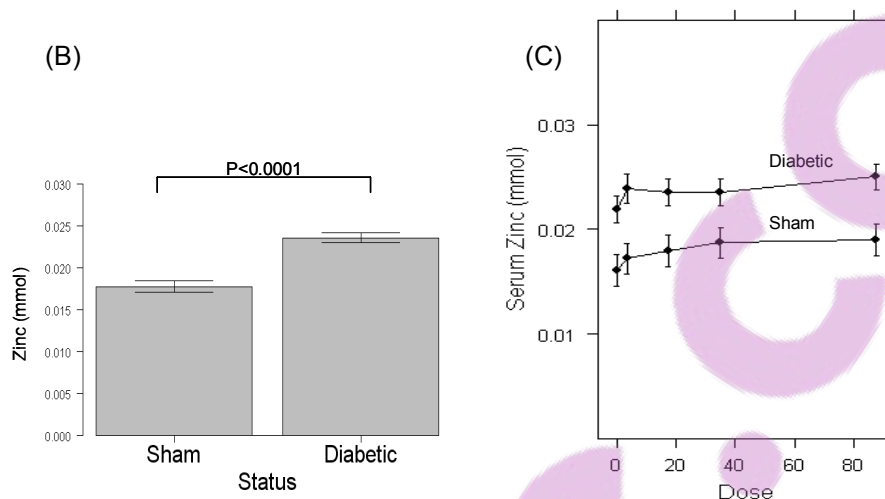 (B)
P<0.0001
0.030
0.025
0.020
0.015
0.010
0.005
0.000
Zinc (mmol)
Sham Diabetic
Status
(C)
0.03
0.02
0.01
Serum Zinc (mmol)
Diabetic
Sham
0 20 40 60 80
Dose